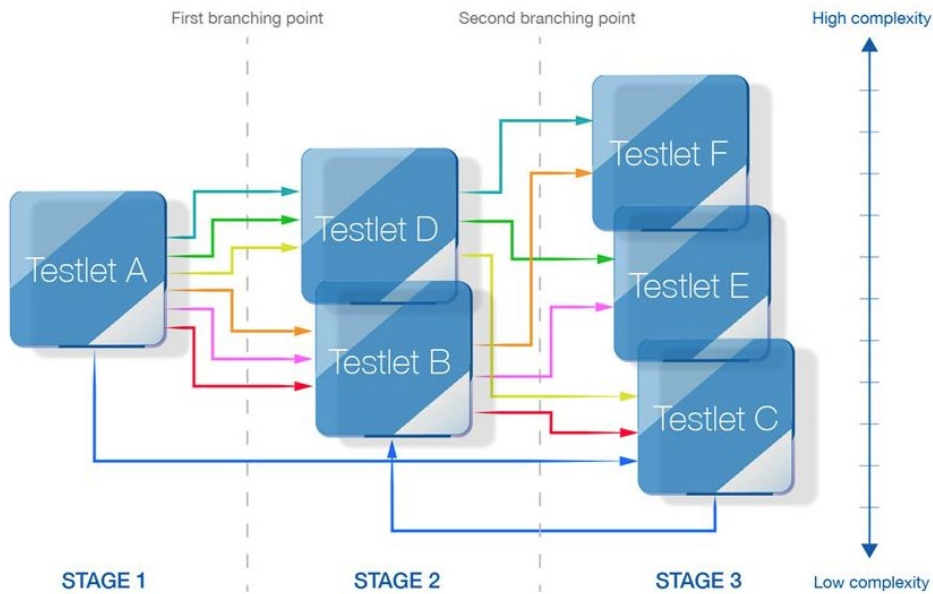 First branching point
Second branching point
High complexity
Testlet F
Testlet D
Testlet A
Testlet E
Testlet B
Testlet C
STAGE 1
STAGE 2
STAGE 3
Low complexity